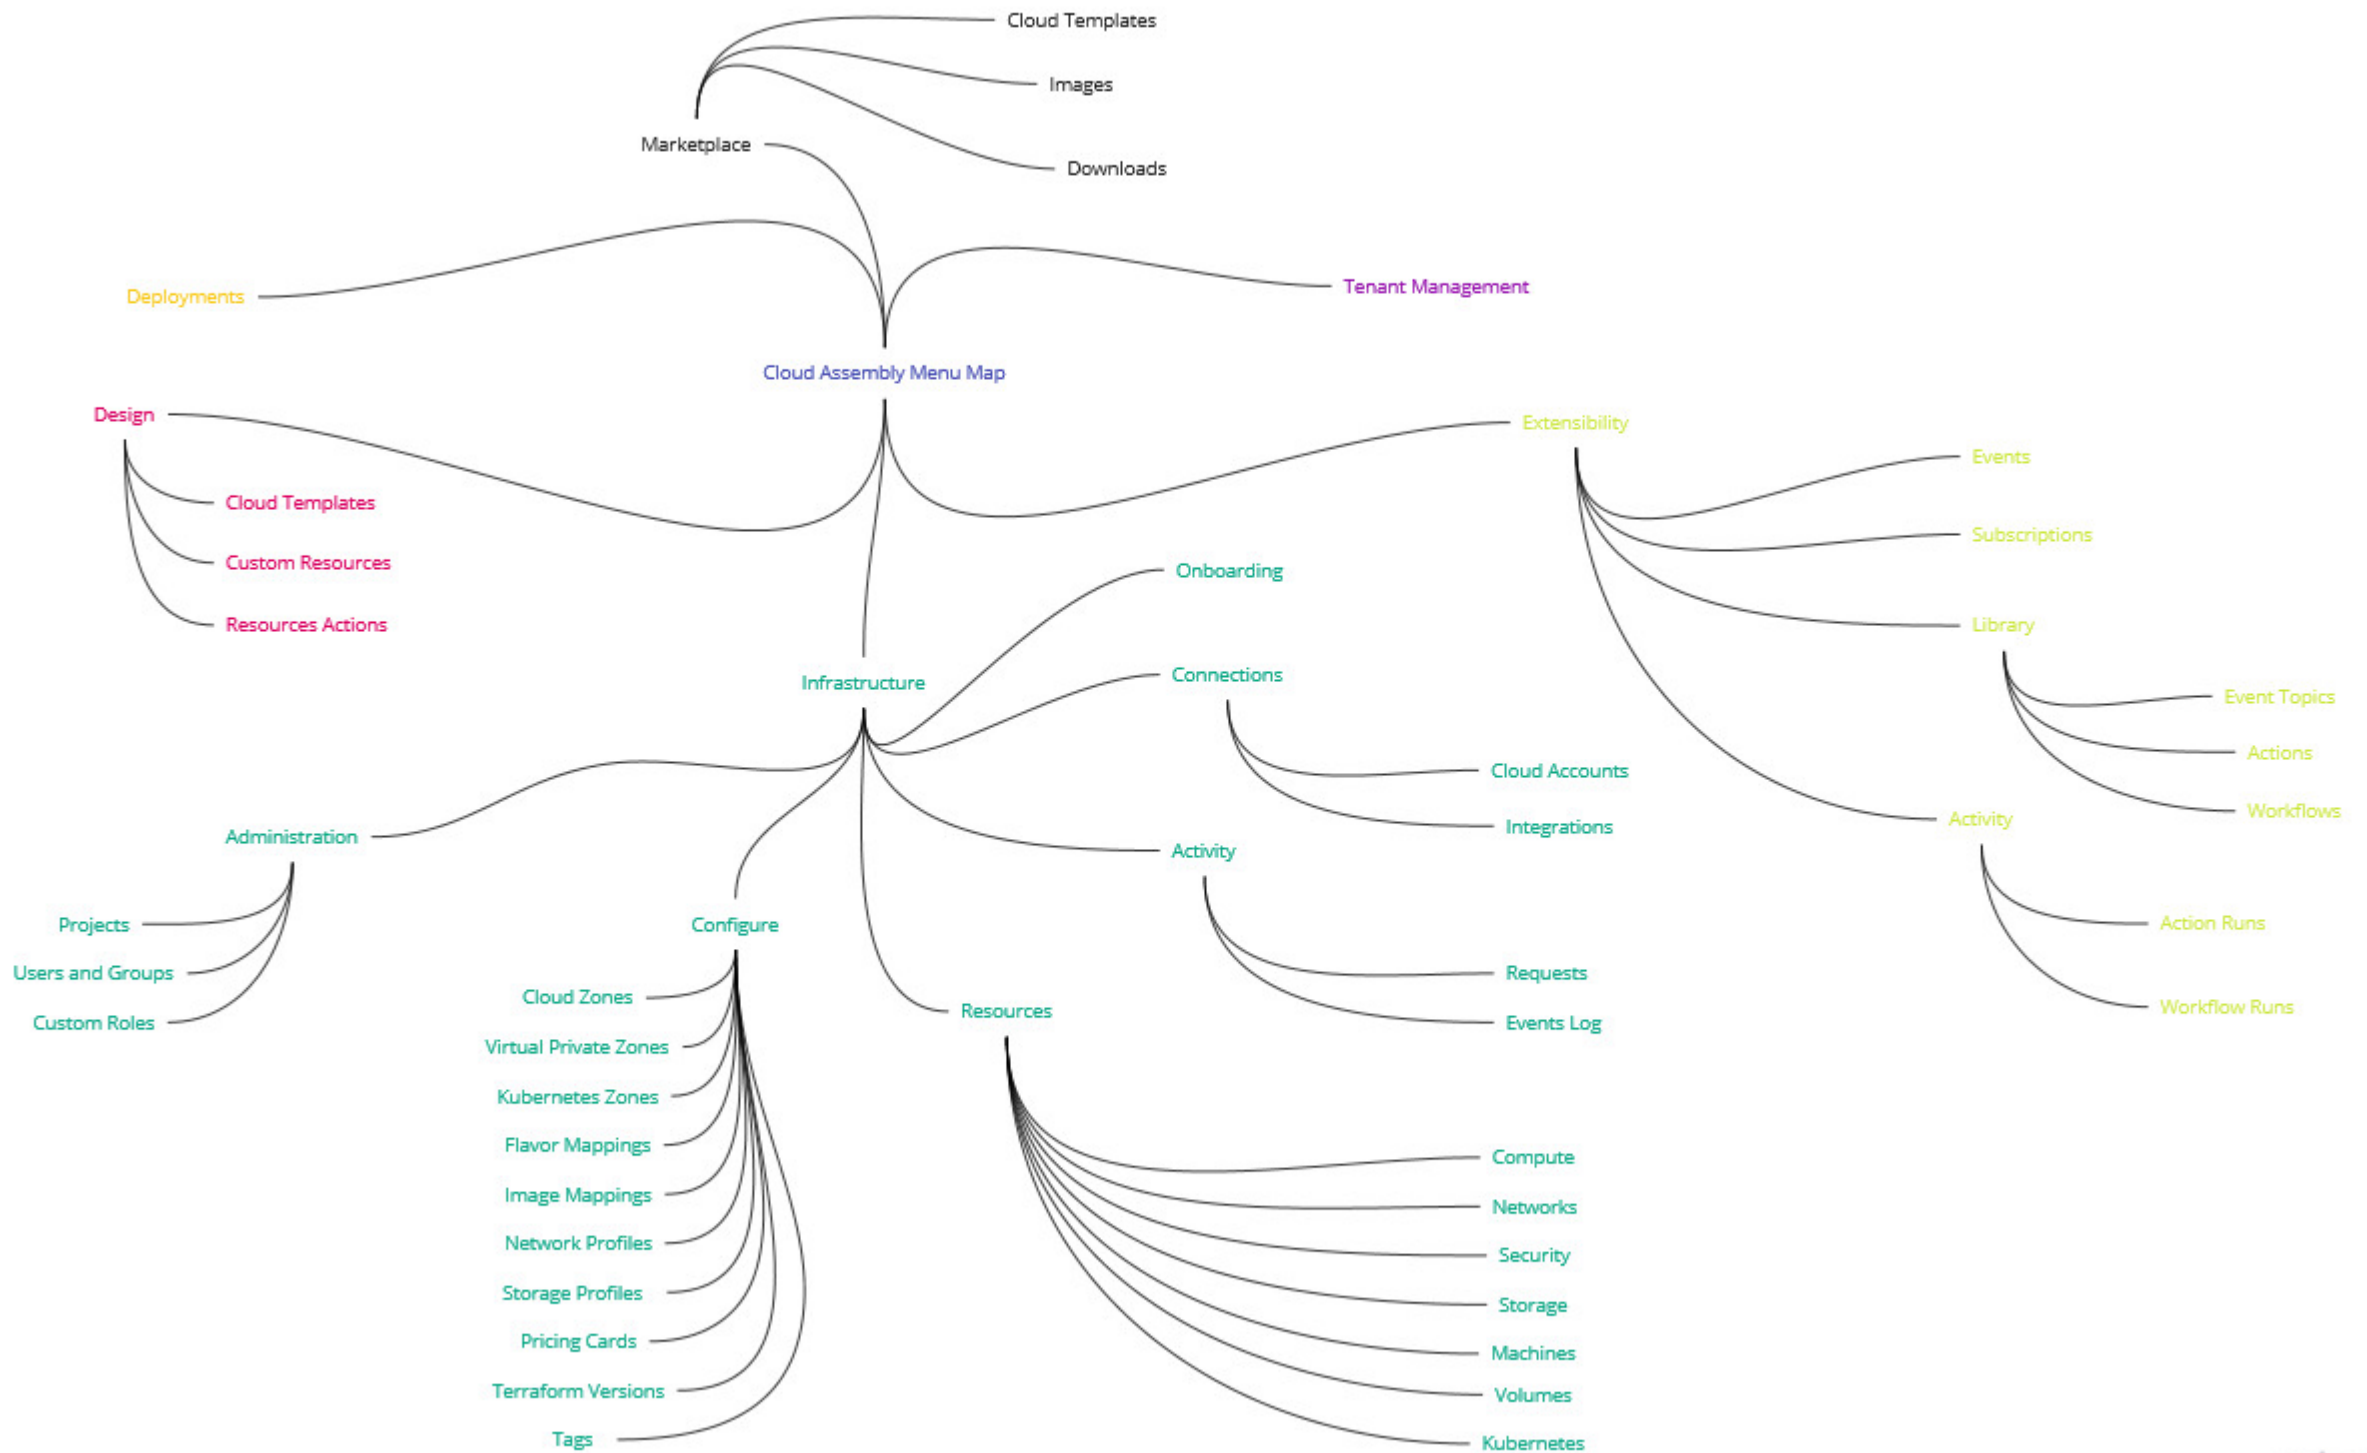 Cloud Templates
Images
Marketplace
Downloads
Deployments
Tenant Management
Cloud Assembly Menu Map
Design
Cloud Templates
Custom Resources
Resources Actions
Extensibility
Events
Subscriptions
Library
Event Topics
Actions
Workflows
Activity
Action Runs
Workflow Runs
Infrastructure
Onboarding
Connections
Cloud Accounts
Integrations
Activity
Requests
Events Log
Administration
Projects
Users and Groups
Custom Roles
Configure
Cloud Zones
Virtual Private Zones
Kubernetes Zones
Flavor Mappings
Image Mappings
Network Profiles
Storage Profiles
Pricing Cards
Terraform Versions
Tags
Resources
Compute
Networks
Security
Storage
Machines
Volumes
Kubernetes